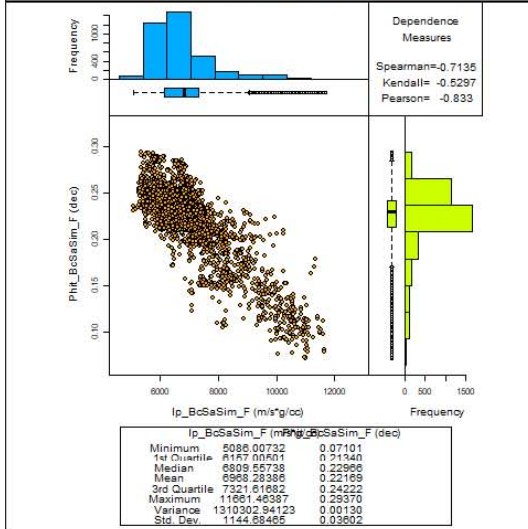 Frequency
0 400 1000
Dependence
Measures
Spearman=-0.7135
Kendall= -0.5297
Pearson= -0.833
Phit_BcSaSim_F (dec)
0.10 0.15 0.20 0.25 0.30
6000 8000 10000 12000
Ip_BcSaSim_F (m/s*g/cc)
0 500 1500
Frequency
Ip_BcSaSim_F (m/s*g/cc) Phit_BcSaSim_F (dec)
Minimum 5086.00732 0.07101
1st Quartile 6157.00501 0.21340
Median 6809.55738 0.22966
Mean 6968.28386 0.22169
3rd Quartile 7321.61682 0.24222
Maximum 11661.46387 0.29370
Variance 1310302.94123 0.00130
Std. Dev. 1144.68465 0.03602